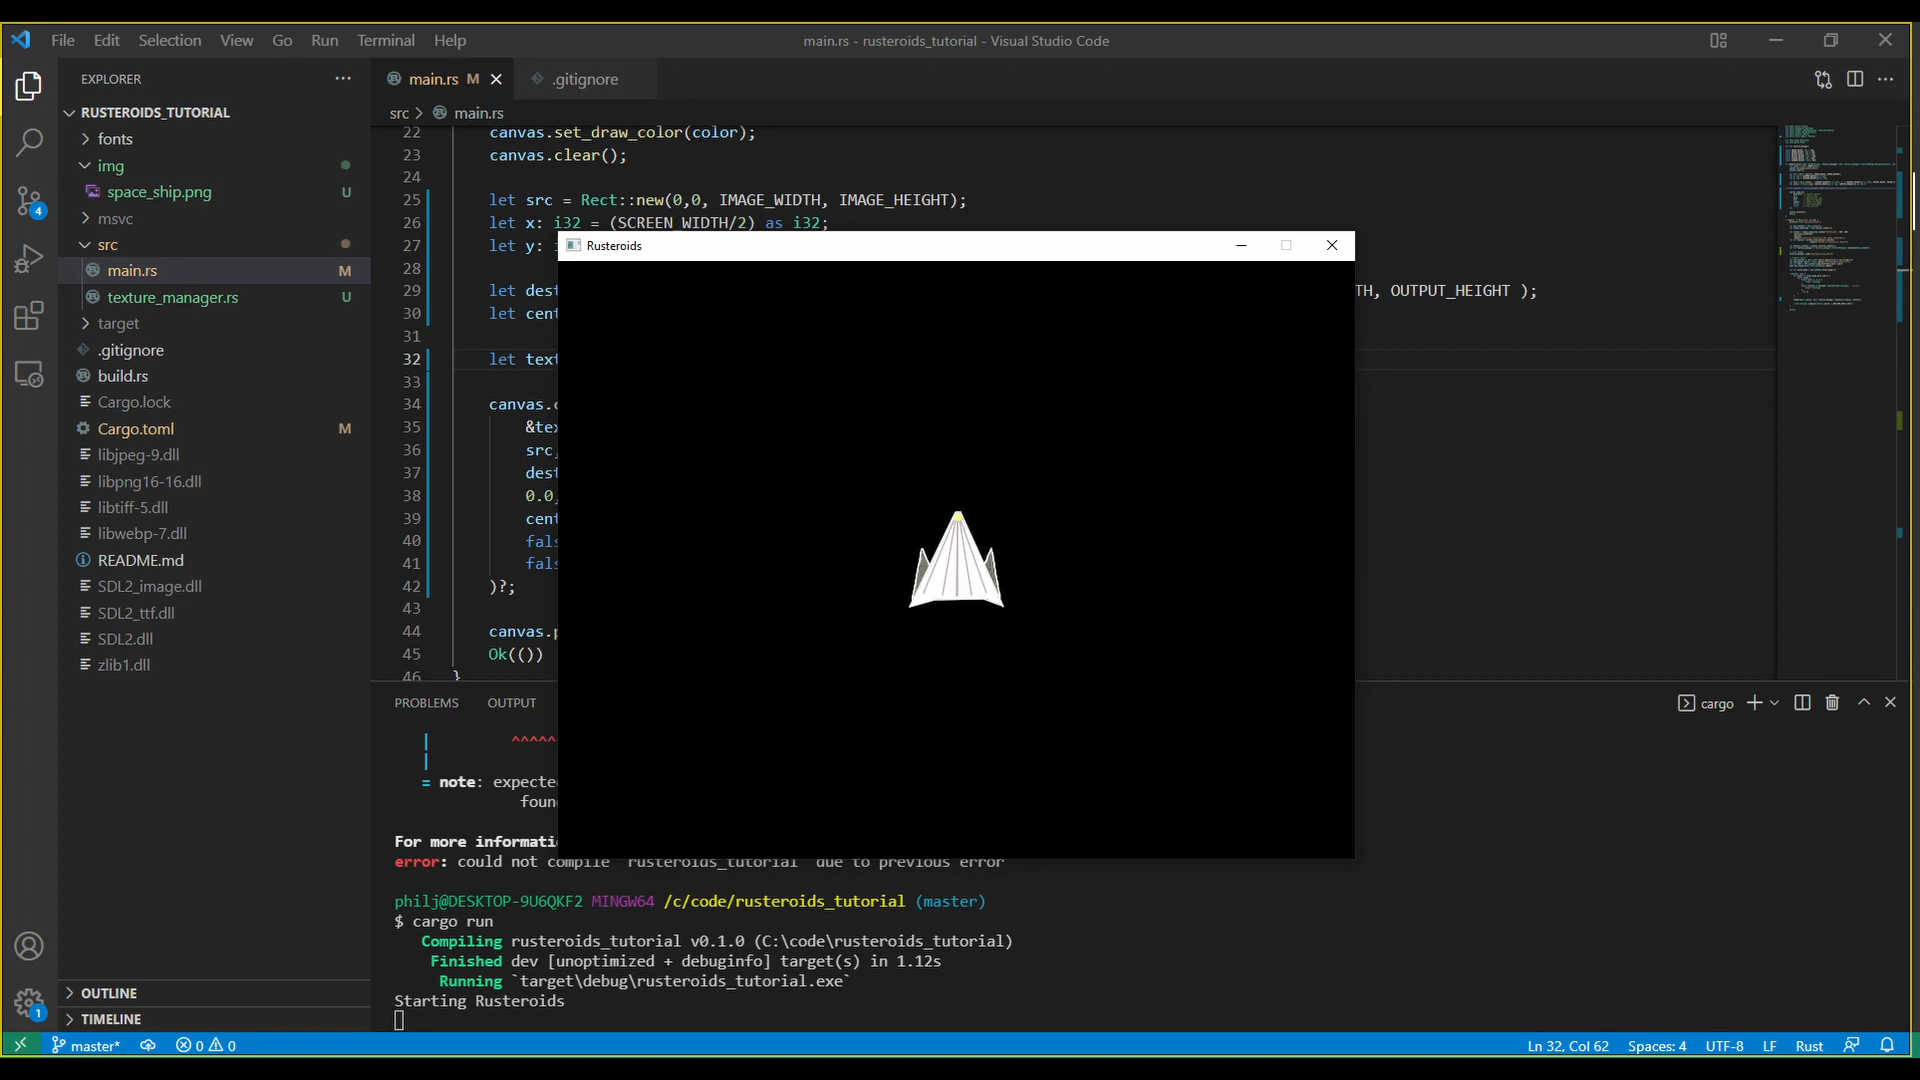 File Edit Selection View Go Run Terminal Help
main.rs - rusteroids_tutorial - Visual Studio Code
EXPLORER
RUSTEROIDS_TUTORIAL
fonts
img
space_ship.png U
msvc
src
main.rs M
texture_manager.rs U
target
.gitignore
build.rs
Cargo.lock
Cargo.toml M
libjpeg-9.dll
libpng16-16.dll
libtiff-5.dll
libwebp-7.dll
README.md
SDL2_image.dll
SDL2_ttf.dll
SDL2.dll
zlib1.dll
OUTLINE
TIMELINE
4
1
main.rs M .gitignore
src > main.rs
22 canvas.set_draw_color(color);
23 canvas.clear();
24
25 let src = Rect::new(0,0, IMAGE_WIDTH, IMAGE_HEIGHT);
26 let x: i32 = (SCREEN_WIDTH/2) as i32;
27 let y: i
28
29 let dest TH, OUTPUT_HEIGHT );
30 let cent
31
32 let text
33
34 canvas.c
35 &tex
36 src,
37 dest
38 0.0,
39 cent
40 fals
41 fals
42 )?;
43
44 canvas.p
45 Ok(())
46 }
Rusteroids
PROBLEMS OUTPUT
cargo
| ^^^^^
|
= note: expecte
foun
For more informati
error: could not compile `rusteroids_tutorial` due to previous error
philj@DESKTOP-9U6QKF2 MINGW64 /c/code/rusteroids_tutorial (master)
$ cargo run
Compiling rusteroids_tutorial v0.1.0 (C:\code\rusteroids_tutorial)
Finished dev [unoptimized + debuginfo] target(s) in 1.12s
Running `target\debug\rusteroids_tutorial.exe`
Starting Rusteroids
master* 0 0 Ln 32, Col 62 Spaces: 4 UTF-8 LF Rust